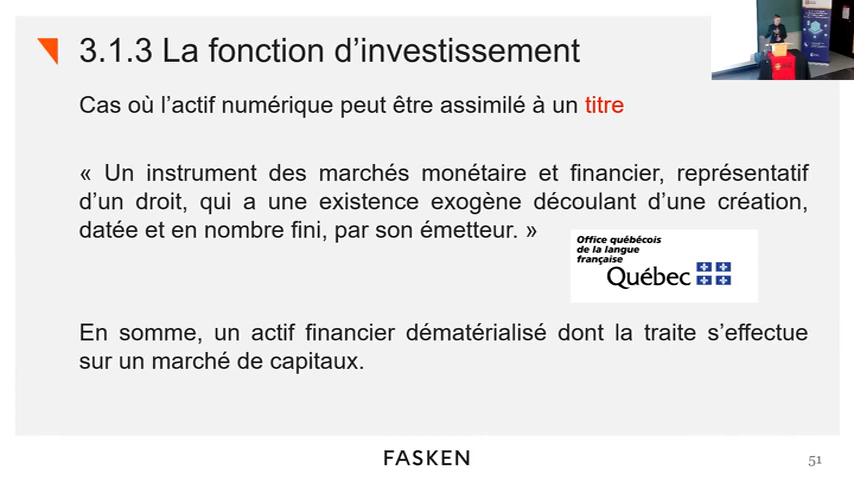 3.1.3 La fonction d’investissement
Cas où l’actif numérique peut être assimilé à un titre
« Un instrument des marchés monétaire et financier, représentatif
d’un droit, qui a une existence exogène découlant d’une création,
datée et en nombre fini, par son émetteur. »
Office québécois
de la langue
française
Québec
En somme, un actif financier dématérialisé dont la traite s’effectue
sur un marché de capitaux.
FASKEN
51